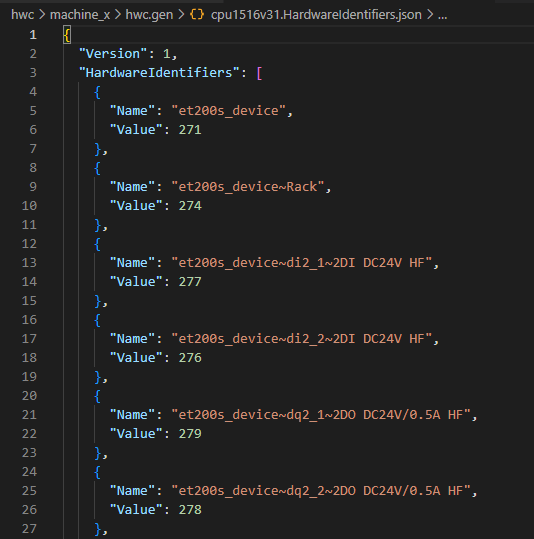 hwc > machine_x > hwc.gen > {} cpu1516v31.HardwareIdentifiers.json > ...
1 {
2 "Version": 1,
3 "HardwareIdentifiers": [
4 {
5 "Name": "et200s_device",
6 "Value": 271
7 },
8 {
9 "Name": "et200s_device~Rack",
10 "Value": 274
11 },
12 {
13 "Name": "et200s_device~di2_1~2DI DC24V HF",
14 "Value": 277
15 },
16 {
17 "Name": "et200s_device~di2_2~2DI DC24V HF",
18 "Value": 276
19 },
20 {
21 "Name": "et200s_device~dq2_1~2DO DC24V/0.5A HF",
22 "Value": 279
23 },
24 {
25 "Name": "et200s_device~dq2_2~2DO DC24V/0.5A HF",
26 "Value": 278
27 },